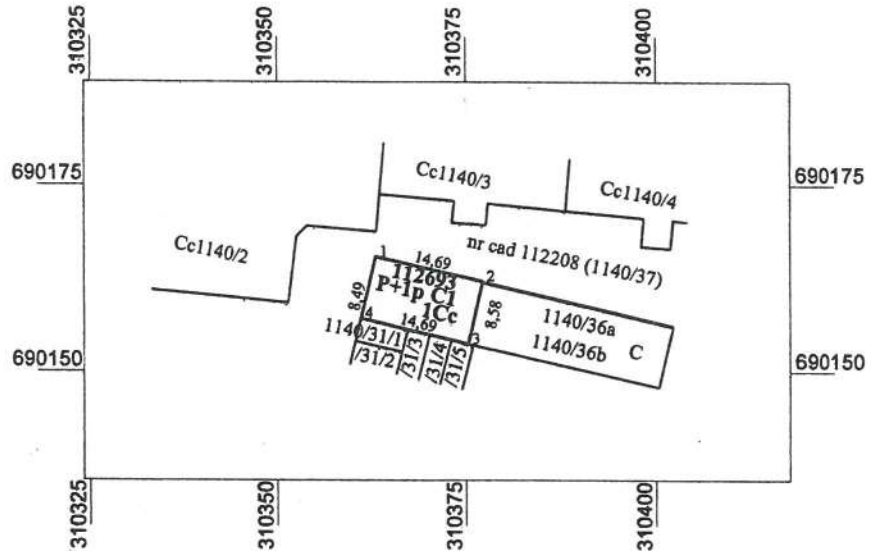 310325
310350
310375
310400
690175
690175
Cc1140/3
Cc1140/4
Cc1140/2
nr cad 112208 (1140/37)
1
14,69
2
112693
p+1p C1
1Cc
8,49
8,58
4
14,69
3
1140/36a
1140/36b
C
1140/31/1
/31/2
/31/3
/31/4
/31/5
690150
690150
310325
310350
310375
310400